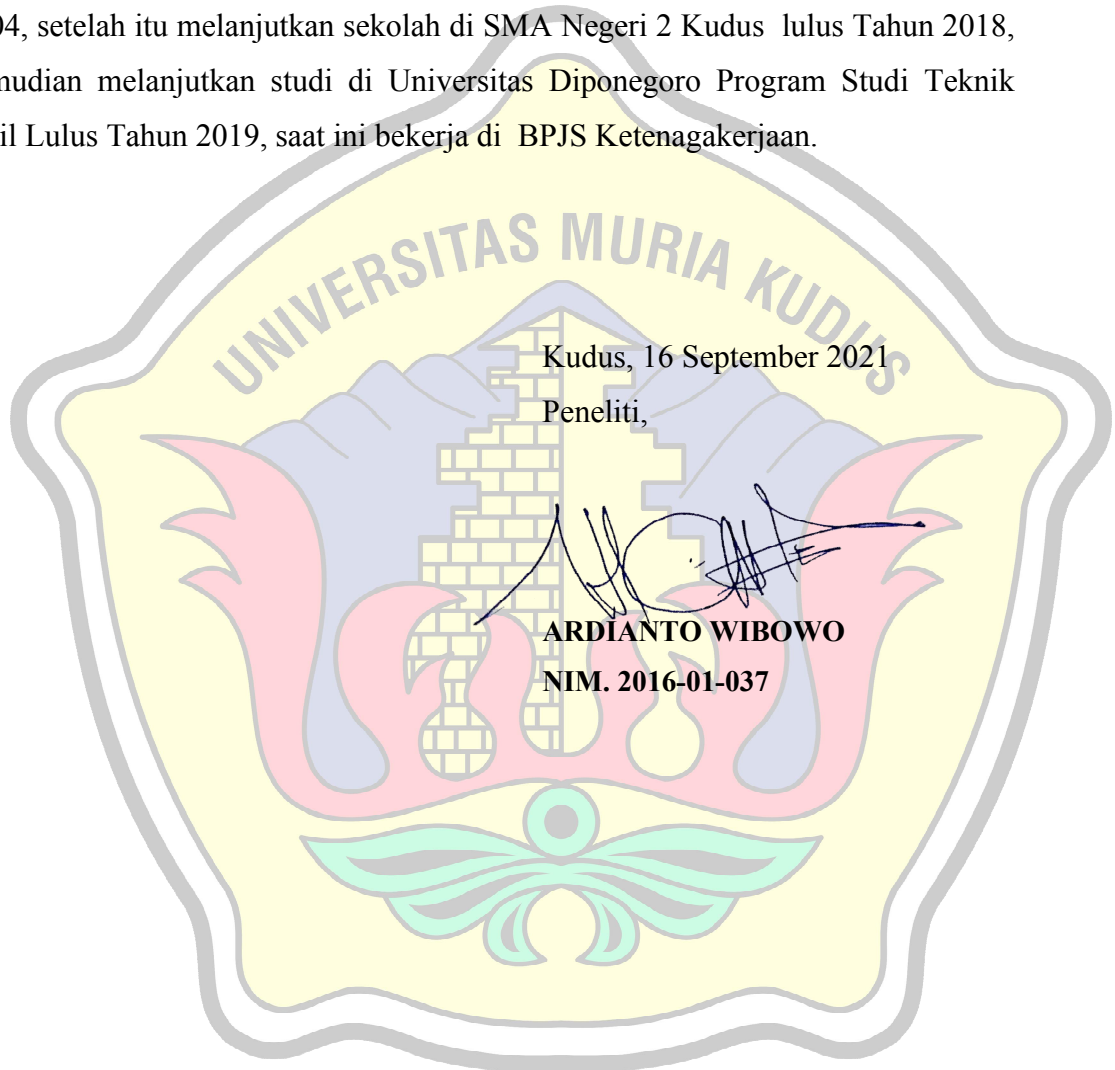 04, setelah itu melanjutkan sekolah di SMA Negeri 2 Kudus lulus Tahun 2018,
mudian melanjutkan studi di Universitas Diponegoro Program Studi Teknik
il Lulus Tahun 2019, saat ini bekerja di BPJS Ketenagakerjaan.
UNIVERSITAS MURIA KUDUS
Kudus, 16 September 2021
Peneliti,
ARDIANTO WIBOWO
NIM. 2016-01-037